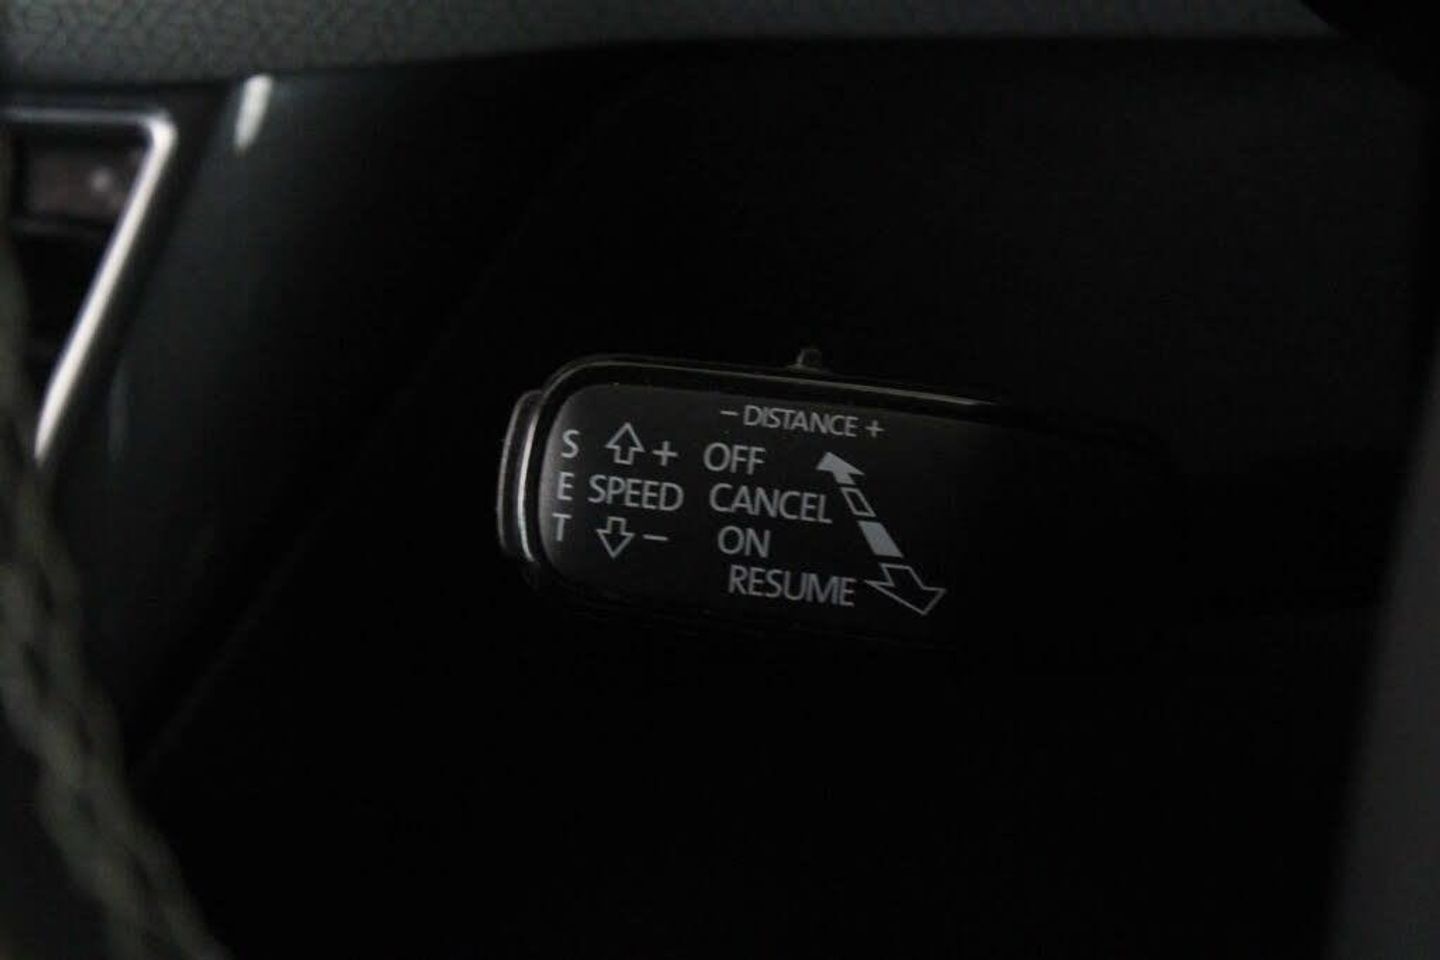 - DISTANCE +
S + OFF
E SPEED CANCEL
T - ON
RESUME